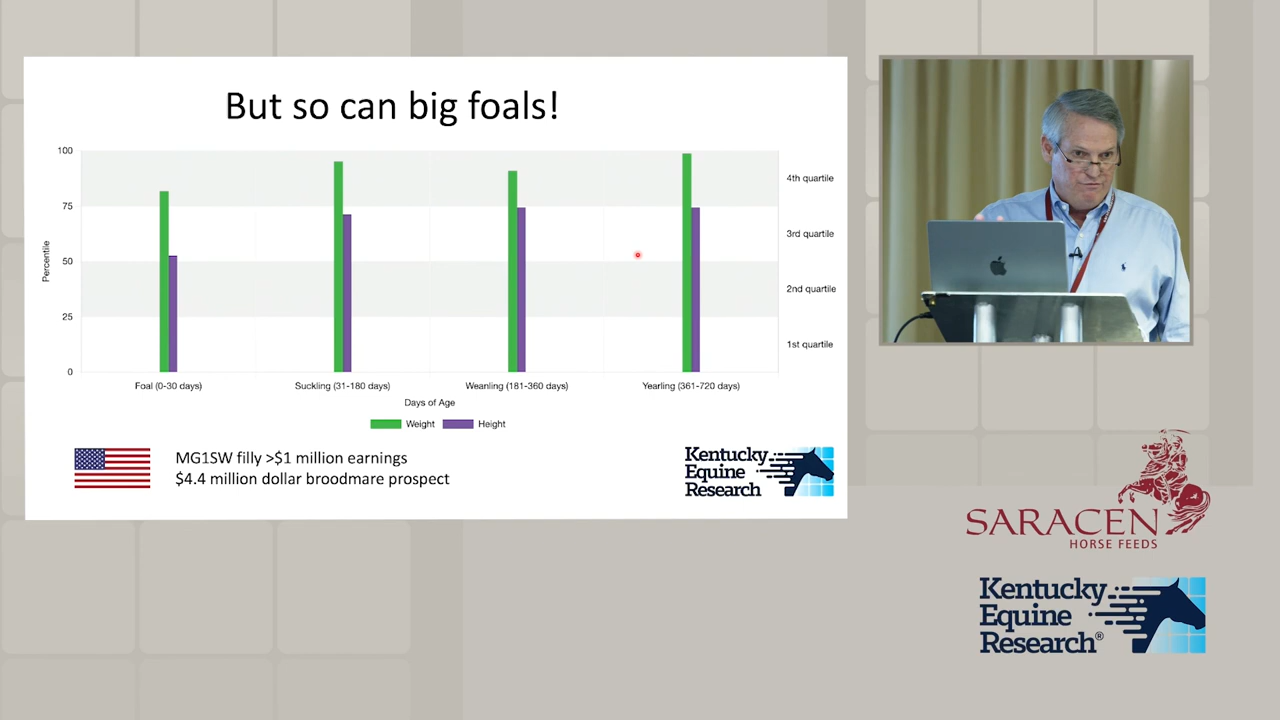 But so can big foals!
100
75
50
25
0
Percentile
4th quartile
3rd quartile
2nd quartile
1st quartile
Foal (0-30 days)
Suckling (31-180 days)
Weanling (181-360 days)
Yearling (361-720 days)
Days of Age
Weight
Height
MG1SW filly >$1 million earnings
$4.4 million dollar broodmare prospect
Kentucky
Equine
Research
SARACEN
HORSE FEEDS
Kentucky
Equine
Research®